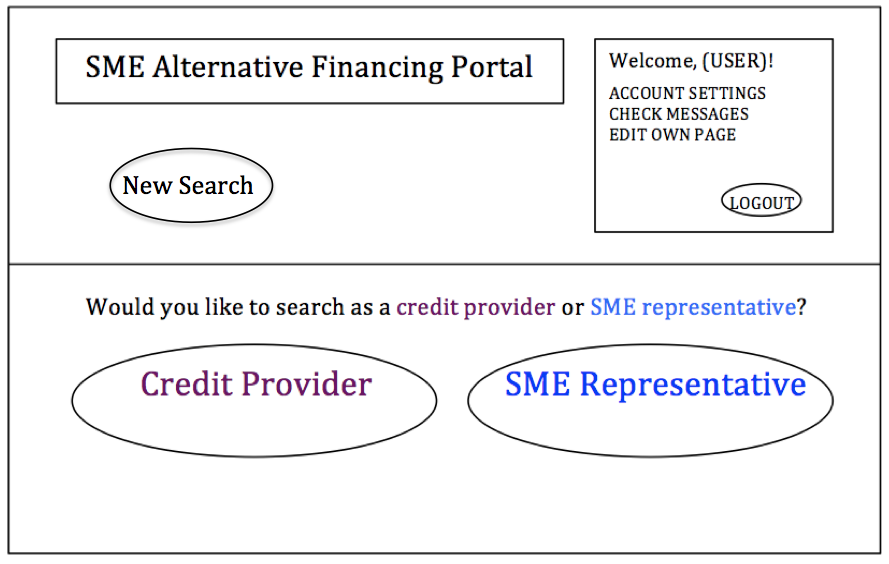 SME Alternative Financing Portal
Welcome, (USER)!
ACCOUNT SETTINGS
CHECK MESSAGES
EDIT OWN PAGE
New Search
LOGOUT
Would you like to search as a credit provider or SME representative?
Credit Provider
SME Representative